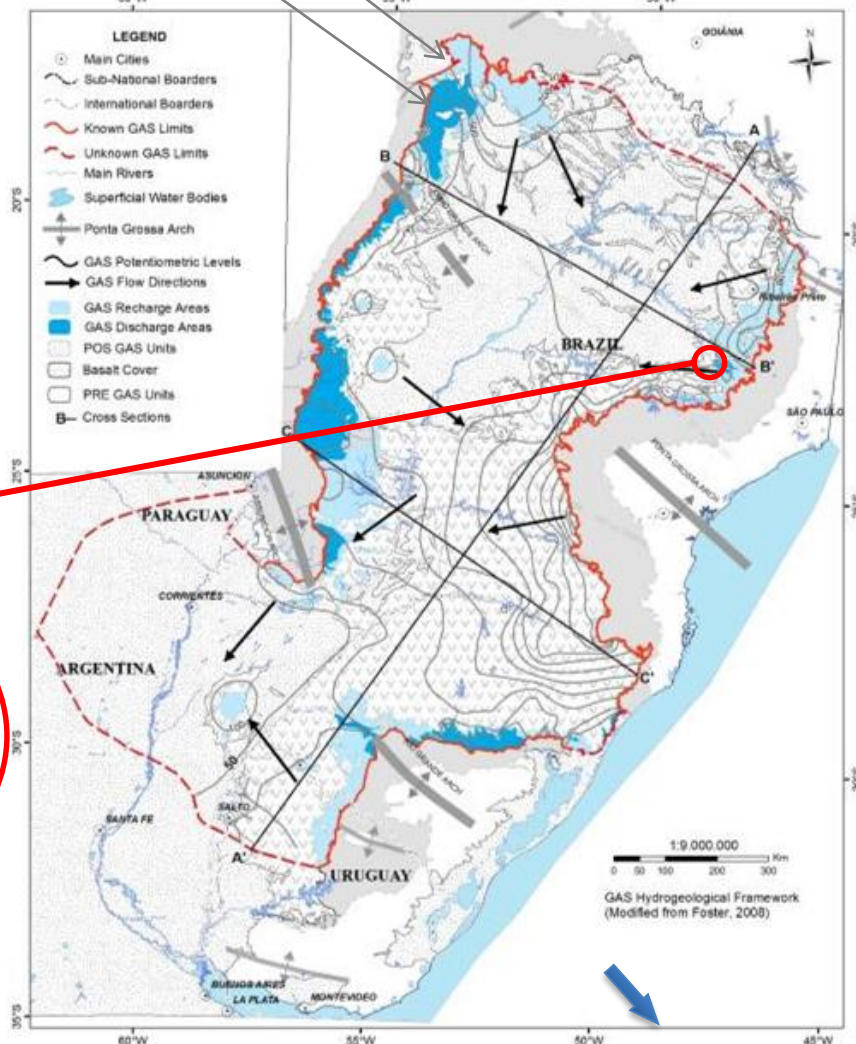 LEGEND
Main Cities
Sub-National Boarders
International Boarders
Known GAS Limits
Unknown GAS Limits
Main Rivers
Superficial Water Bodies
Ponta Grossa Arch
GAS Potentiometric Levels
GAS Flow Directions
GAS Recharge Areas
GAS Discharge Areas
POS GAS Units
Basalt Cover
PRE GAS Units
B Cross Sections
GOIÂNIA
N
A
B
20°S
BRAZIL
Ribeirão Preto
B'
SÃO PAULO
C
PONTA GROSSA ARCH
25°S
ASUNCION
PARAGUAY
CORRIENTES
ARGENTINA
C'
30°S
50
SALTO
RIO GRANDE ARCH
SANTA FE
A'
URUGUAY
1:9.000.000
0 50 100 200 300 Km
GAS Hydrogeological Framework
(Modified from Foster, 2008)
BUENOS AIRES
LA PLATA
MONTEVIDEO
35°S
60°W 55°W 50°W 45°W